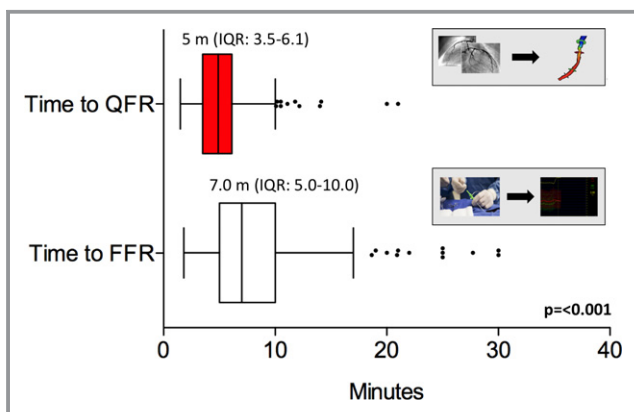 5 m (IQR: 3.5-6.1)
Time to QFR
7.0 m (IQR: 5.0-10.0)
Time to FFR
p=<0.001
0 10 20 30 40
Minutes